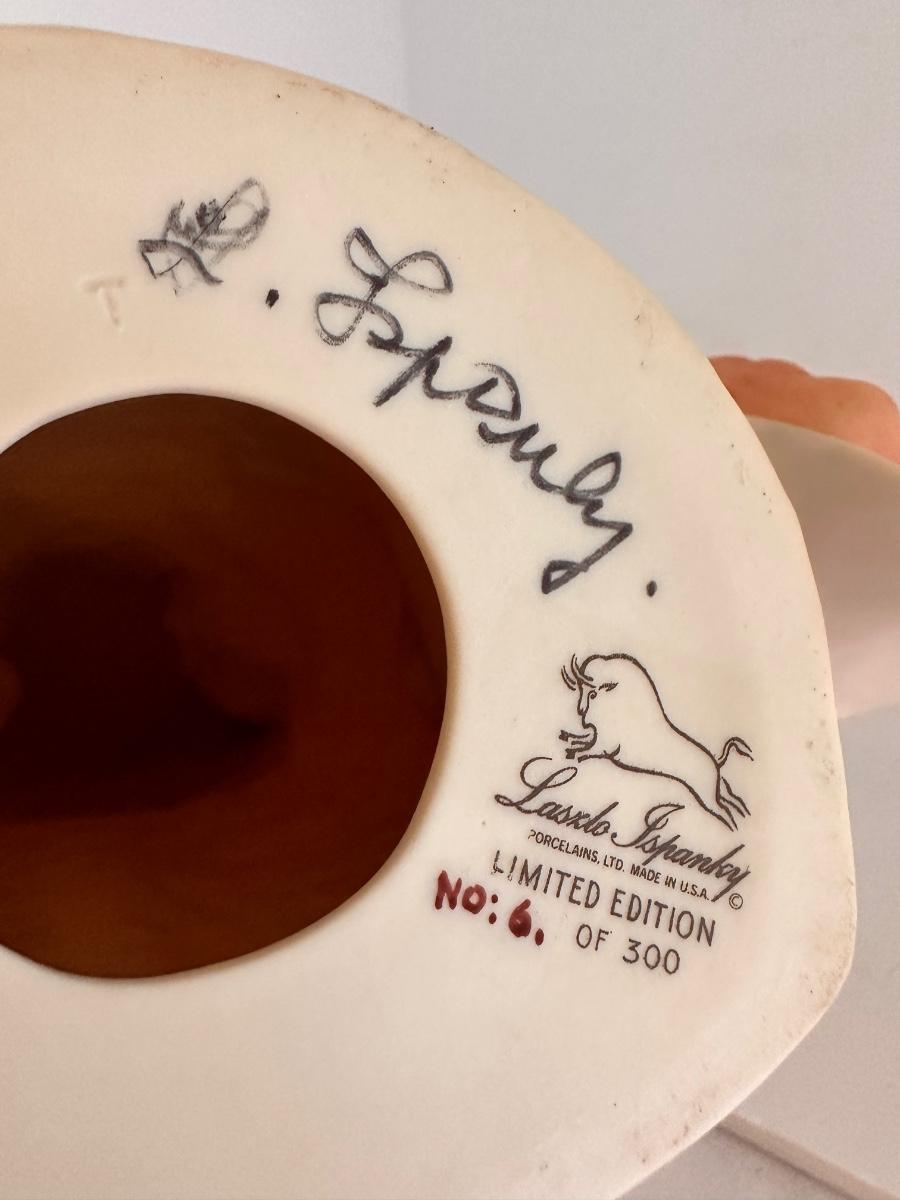 T
. Ispanky.
Laszlo Ispanky
PORCELAINS, LTD. MADE IN U.S.A. ©
LIMITED EDITION
NO: 6. OF 300